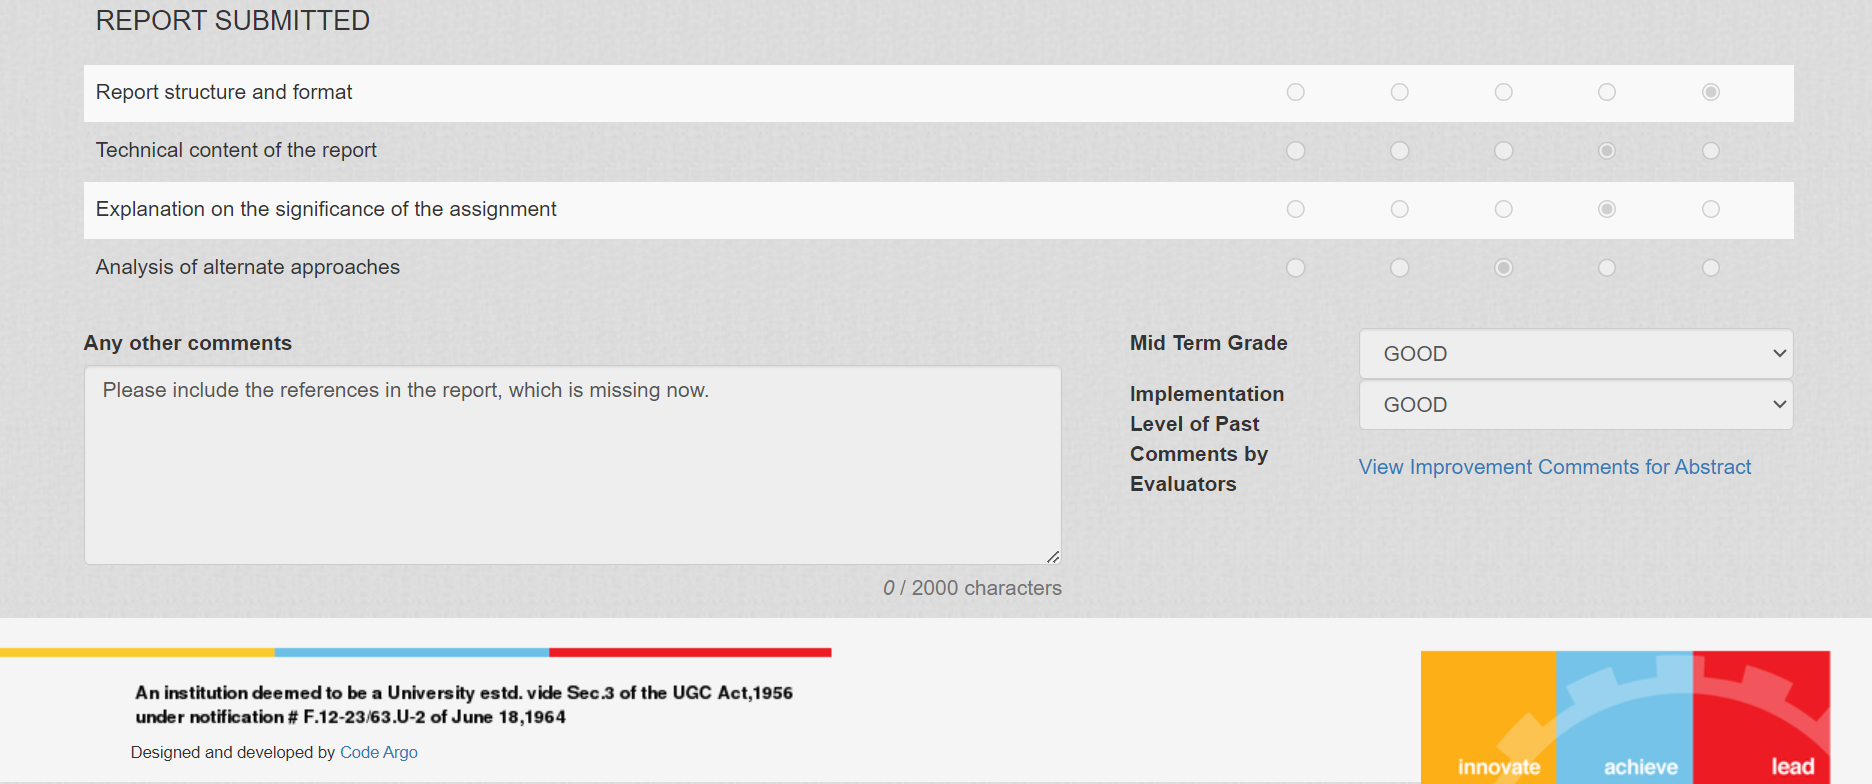 REPORT SUBMITTED
Report structure and format
Technical content of the report
Explanation on the significance of the assignment
Analysis of alternate approaches
Any other comments
Please include the references in the report, which is missing now.
0 / 2000 characters
Mid Term Grade
GOOD
Implementation
Level of Past
Comments by
Evaluators
GOOD
View Improvement Comments for Abstract
An institution deemed to be a University estd. vide Sec.3 of the UGC Act,1956
under notification # F.12-23/63.U-2 of June 18,1964
Designed and developed by Code Argo
innovate achieve lead